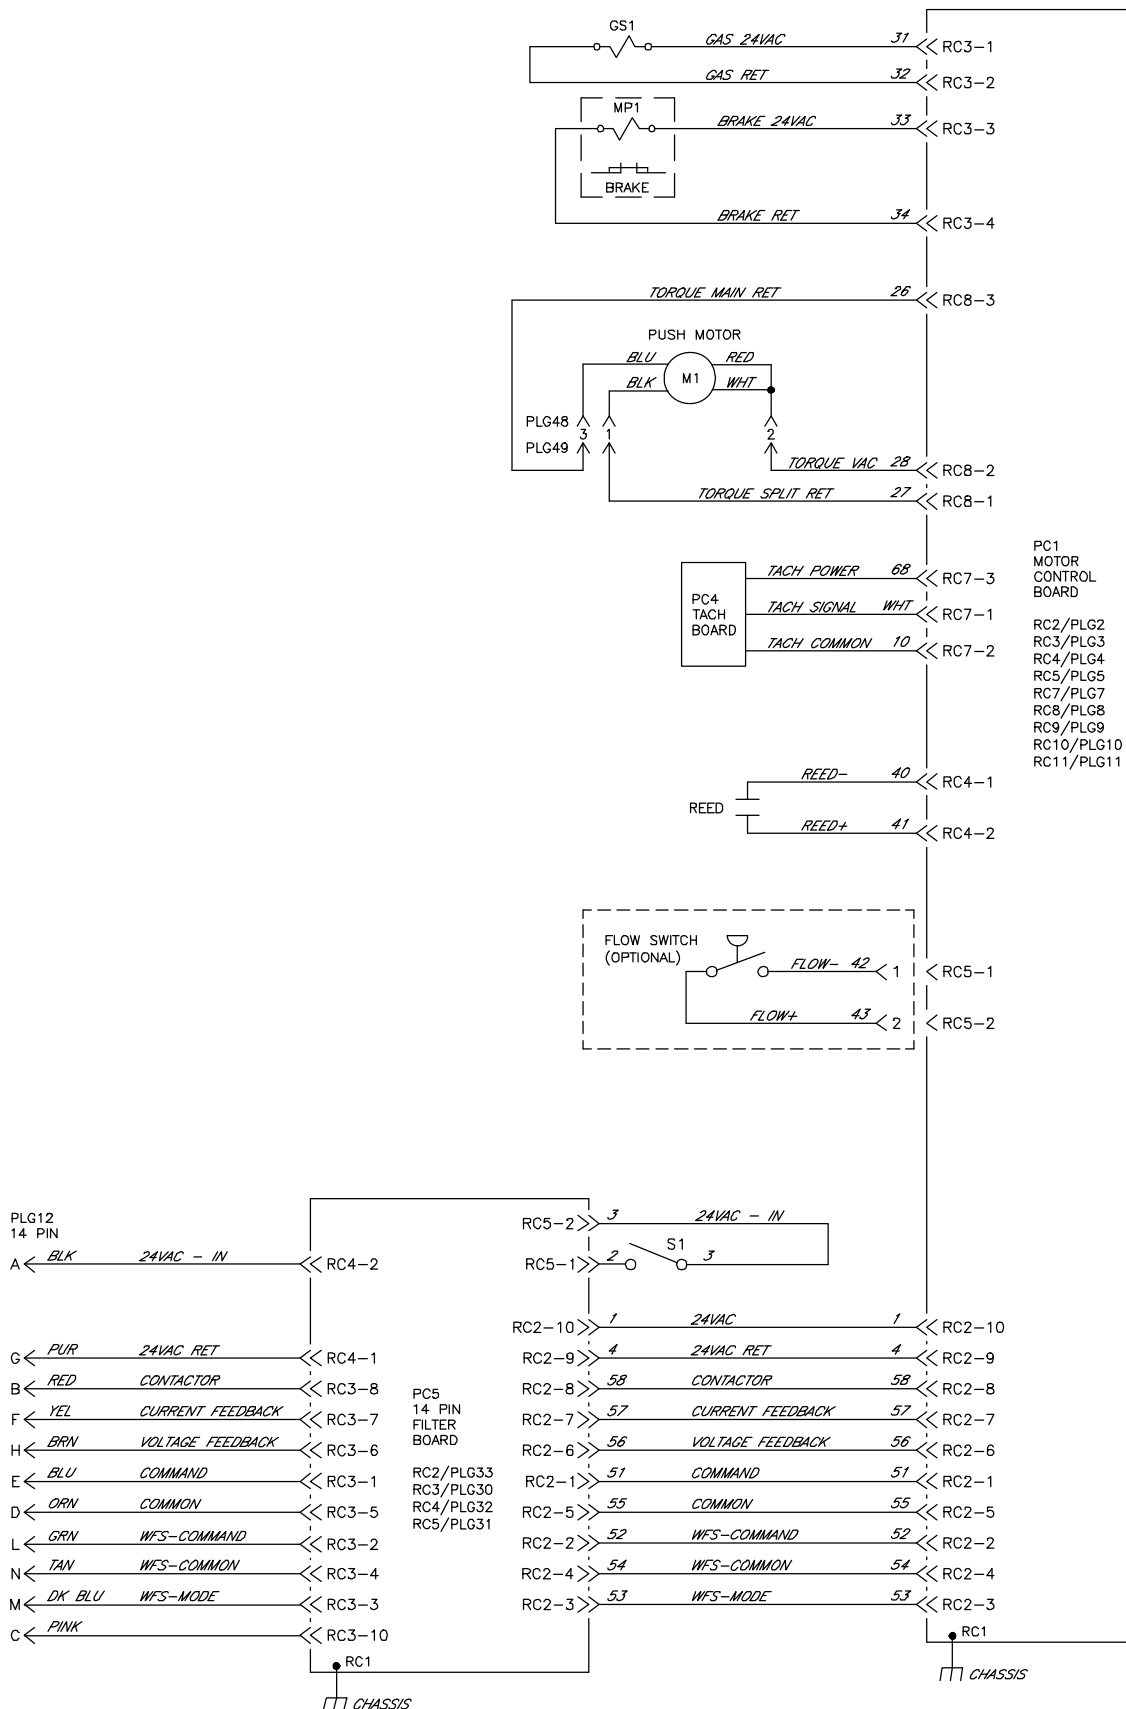 GS1
GAS 24VAC 31 RC3-1
GAS RET 32 RC3-2
MP1
BRAKE 24VAC 33 RC3-3
BRAKE
BRAKE RET 34 RC3-4
TORQUE MAIN RET 26 RC8-3
PUSH MOTOR
BLU RED
M1
BLK WHT
PLG48
3 1 2
PLG49
TORQUE VAC 28 RC8-2
TORQUE SPLIT RET 27 RC8-1
PC1
MOTOR
CONTROL
BOARD
RC2/PLG2
RC3/PLG3
RC4/PLG4
RC5/PLG5
RC7/PLG7
RC8/PLG8
RC9/PLG9
RC10/PLG10
RC11/PLG11
PC4
TACH
BOARD
TACH POWER 68 RC7-3
TACH SIGNAL WHT RC7-1
TACH COMMON 10 RC7-2
REED- 40 RC4-1
REED
REED+ 41 RC4-2
FLOW SWITCH
(OPTIONAL)
FLOW- 42 1 RC5-1
FLOW+ 43 2 RC5-2
PLG12
14 PIN
RC5-2 3 24VAC - IN
A BLK 24VAC - IN RC4-2
RC5-1 2 S1 3
RC2-10 1 24VAC 1 RC2-10
G PUR 24VAC RET RC4-1
RC2-9 4 24VAC RET 4 RC2-9
B RED CONTACTOR RC3-8
RC2-8 58 CONTACTOR 58 RC2-8
PC5
14 PIN
FILTER
BOARD
RC2/PLG33
RC3/PLG30
RC4/PLG32
RC5/PLG31
F YEL CURRENT FEEDBACK RC3-7
RC2-7 57 CURRENT FEEDBACK 57 RC2-7
H BRN VOLTAGE FEEDBACK RC3-6
RC2-6 56 VOLTAGE FEEDBACK 56 RC2-6
E BLU COMMAND RC3-1
RC2-1 51 COMMAND 51 RC2-1
D ORN COMMON RC3-5
RC2-5 55 COMMON 55 RC2-5
L GRN WFS-COMMAND RC3-2
RC2-2 52 WFS-COMMAND 52 RC2-2
N TAN WFS-COMMON RC3-4
RC2-4 54 WFS-COMMON 54 RC2-4
M DK BLU WFS-MODE RC3-3
RC2-3 53 WFS-MODE 53 RC2-3
C PINK RC3-10
RC1
CHASSIS
RC1
CHASSIS